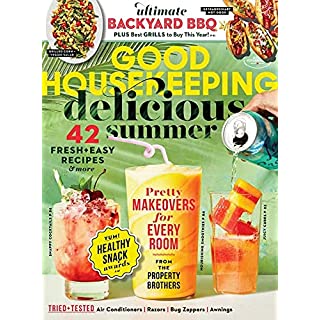 ultimate
BACKYARD BBQ
PLUS Best GRILLS to Buy This Year!
GOOD
HOUSEKEEPING
delicious
summer
42
FRESH+EASY
RECIPES
& more
Pretty
MAKEOVERS
for
EVERY
ROOM
FROM
THE
PROPERTY
BROTHERS
YUM!
HEALTHY
SNACK
awards
TRIED+TESTED Air Conditioners | Razors | Bug Zappers | Awnings